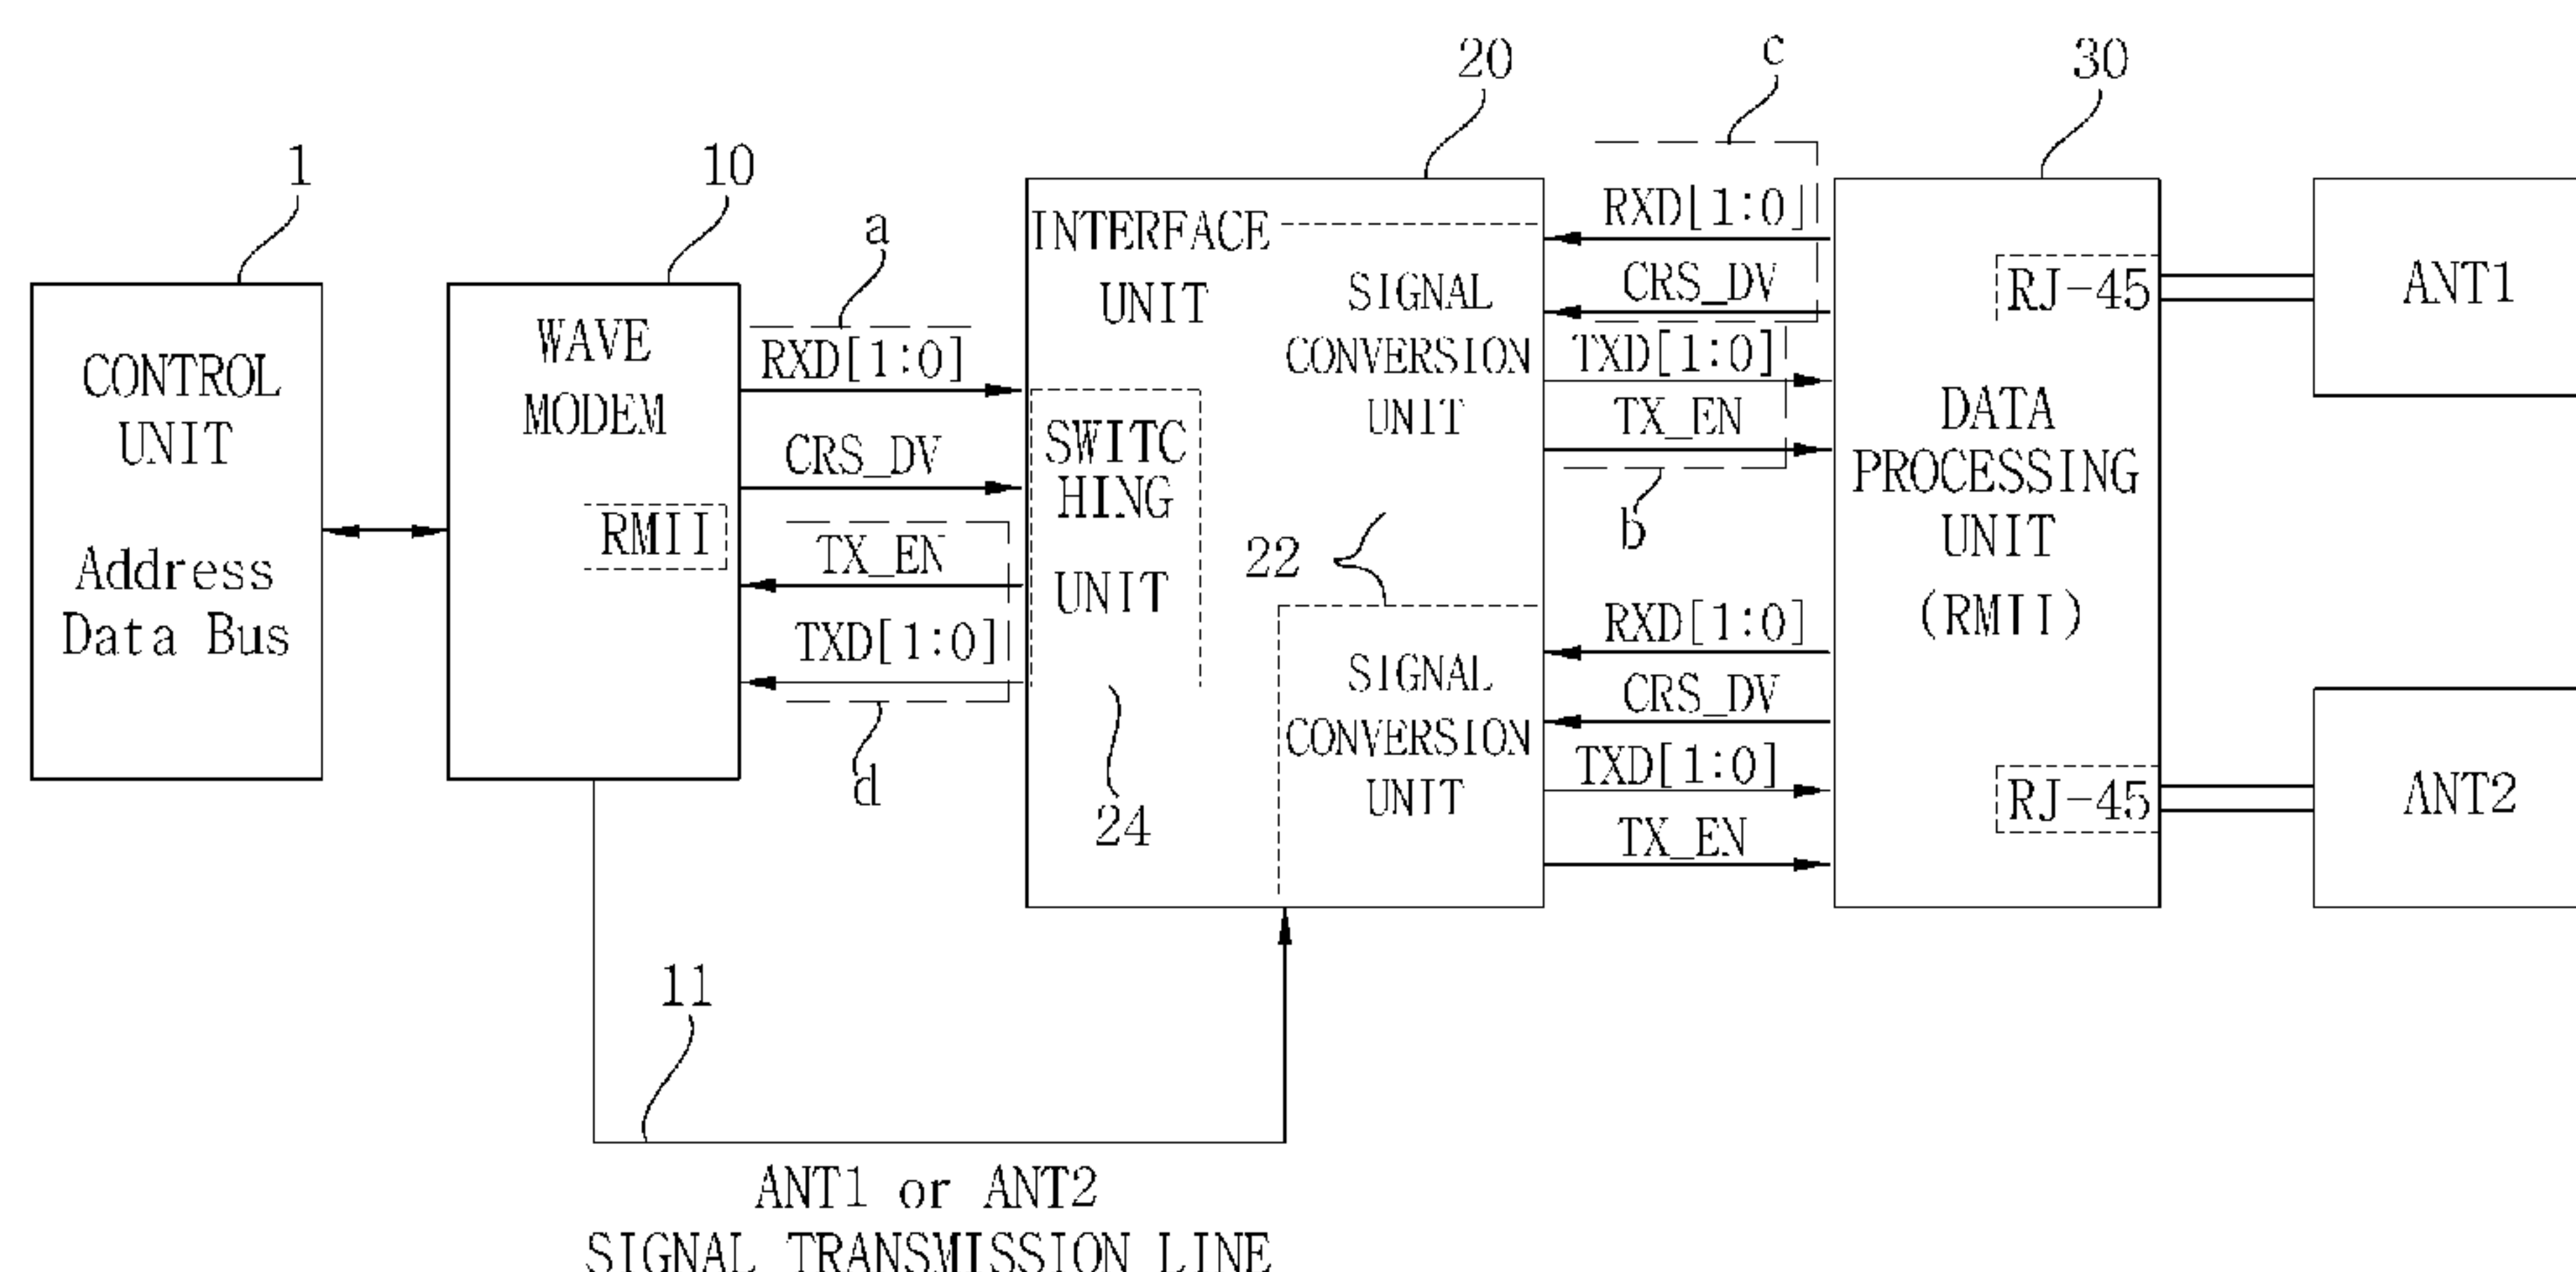 1
CONTROL
UNIT
Address
Data Bus
10
WAVE
MODEM
RMII
a
RXD[1:0]
CRS_DV
TX_EN
TXD[1:0]
d
20
INTERFACE
UNIT
SWITC
HING
UNIT
24
SIGNAL
CONVERSION
UNIT
22
SIGNAL
CONVERSION
UNIT
c
RXD[1:0]
CRS_DV
TXD[1:0]
TX_EN
b
RXD[1:0]
CRS_DV
TXD[1:0]
TX_EN
30
RJ-45
DATA
PROCESSING
UNIT
(RMII)
RJ-45
ANT1
ANT2
11
ANT1 or ANT2
SIGNAL TRANSMISSION LINE